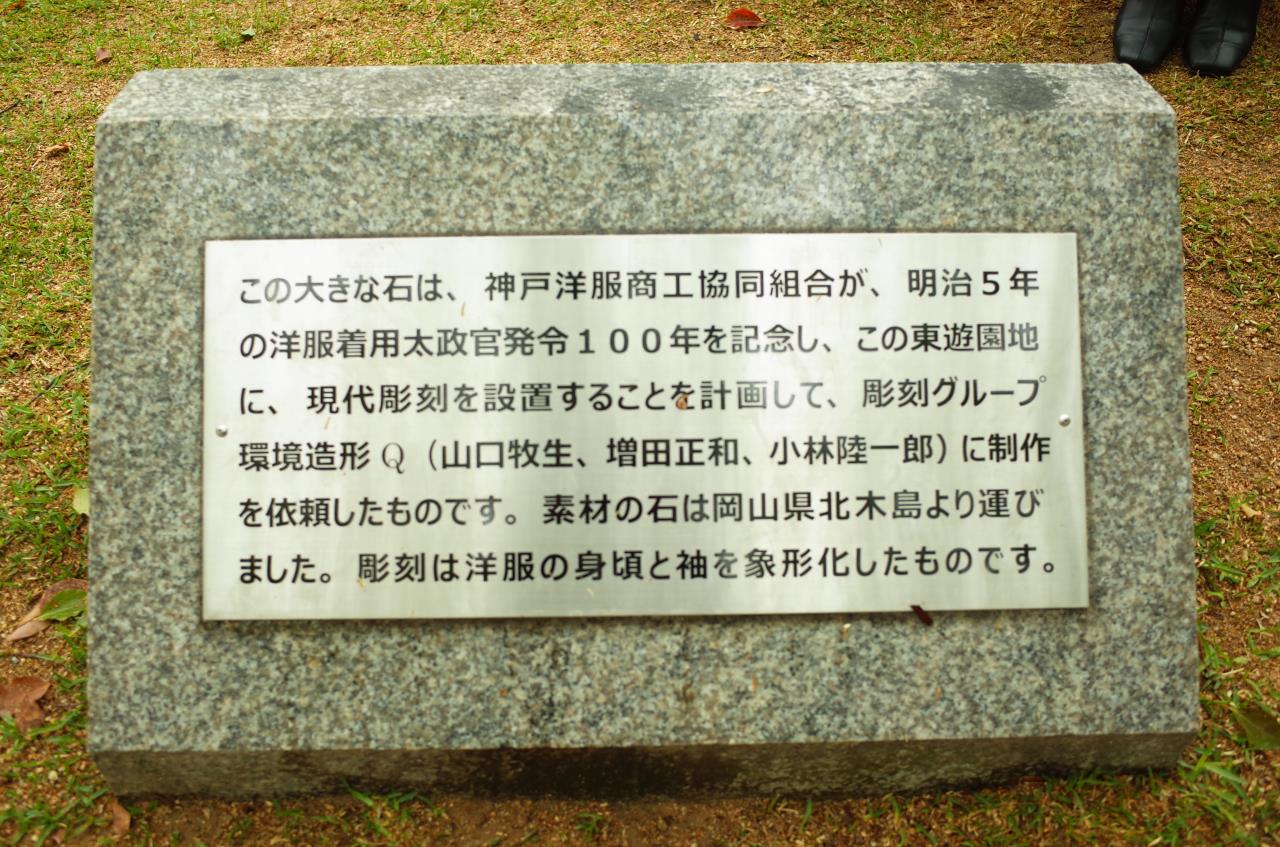 この大きな石は、神戸洋服商工協同組合が、明治５年
の洋服着用太政官発令１００年を記念し、この東遊園地
に、現代彫刻を設置することを計画して、彫刻グループ
環境造形Ｑ（山口牧生、増田正和、小林陸一郎）に制作
を依頼したものです。素材の石は岡山県北木島より運び
ました。彫刻は洋服の身頃と袖を象形化したものです。